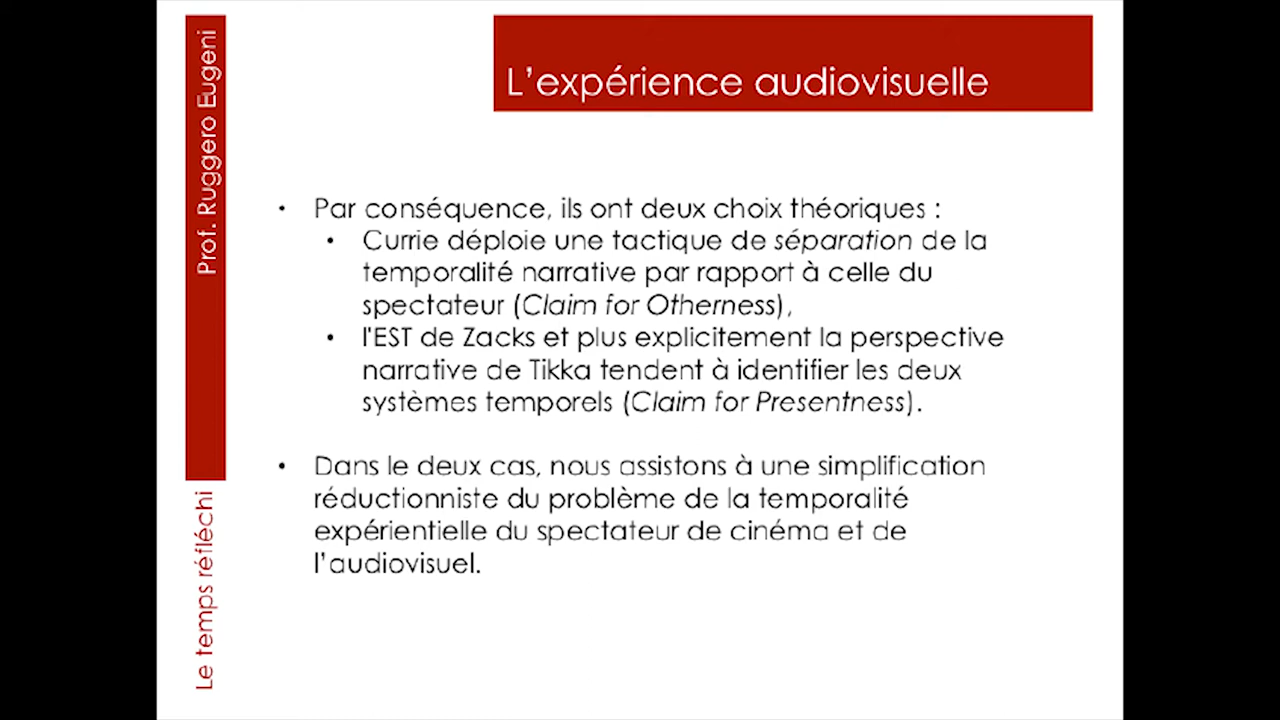 L'expérience audiovisuelle
Prof. Ruggero Eugeni
Le temps réfléchi
• Par conséquence, ils ont deux choix théoriques :
• Currie déploie une tactique de séparation de la
temporalité narrative par rapport à celle du
spectateur (Claim for Otherness),
• l'EST de Zacks et plus explicitement la perspective
narrative de Tikka tendent à identifier les deux
systèmes temporels (Claim for Presentness).
• Dans le deux cas, nous assistons à une simplification
réductionniste du problème de la temporalité
expérientielle du spectateur de cinéma et de
l'audiovisuel.